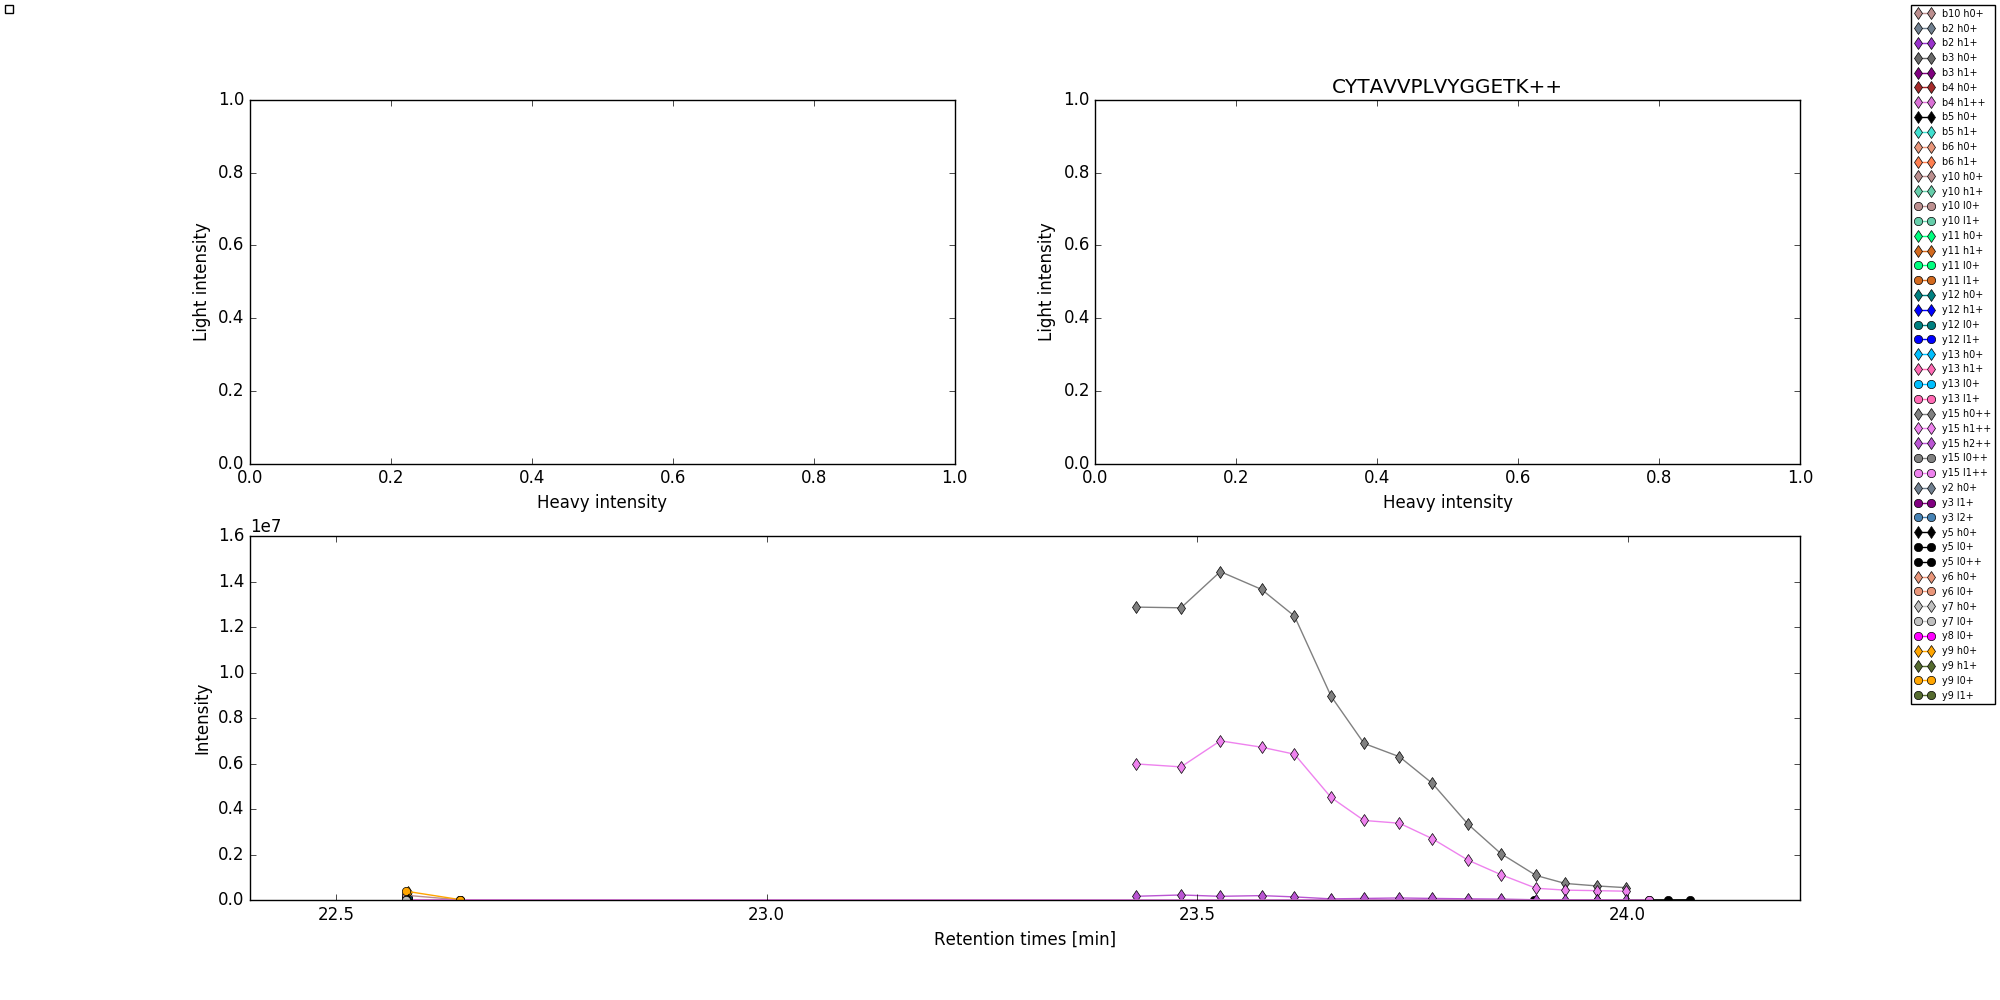 CYTAVVPLVYGGETK++
1.0
0.8
0.6
0.4
0.2
0.0
0.0 0.2 0.4 0.6 0.8 1.0
Light intensity
Heavy intensity
1.0
0.8
0.6
0.4
0.2
0.0
0.0 0.2 0.4 0.6 0.8 1.0
Light intensity
Heavy intensity
1e7
1.6
1.4
1.2
1.0
0.8
0.6
0.4
0.2
0.0
22.5 23.0 23.5 24.0
Intensity
Retention times [min]
b10 h0+
b2 h0+
b2 h1+
b3 h0+
b3 h1+
b4 h0+
b4 h1++
b5 h0+
b5 h1+
b6 h0+
b6 h1+
y10 h0+
y10 h1+
y10 l0+
y10 l1+
y11 h0+
y11 h1+
y11 l0+
y11 l1+
y12 h0+
y12 h1+
y12 l0+
y12 l1+
y13 h0+
y13 h1+
y13 l0+
y13 l1+
y15 h0++
y15 h1++
y15 h2++
y15 l0++
y15 l1++
y2 h0+
y3 l1+
y3 l2+
y5 h0+
y5 l0+
y5 l0++
y6 h0+
y6 l0+
y7 h0+
y7 l0+
y8 l0+
y9 h0+
y9 h1+
y9 l0+
y9 l1+